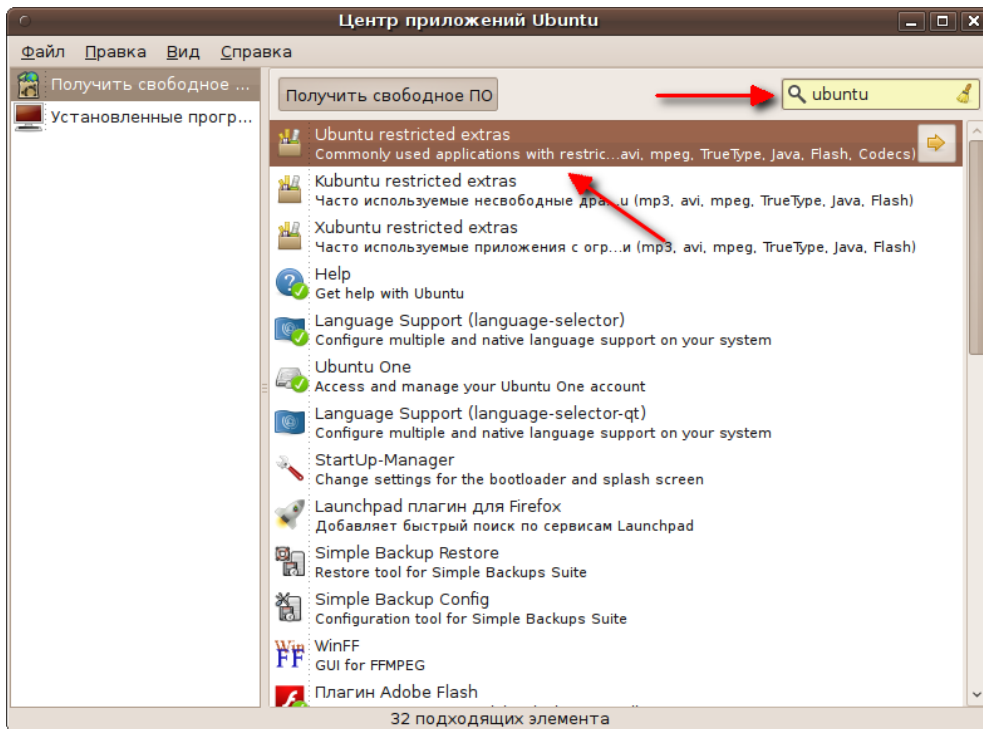 Центр приложений Ubuntu
Файл Правка Вид Справка
Получить свободное ...
Установленные прогр...
Получить свободное ПО
ubuntu
Ubuntu restricted extras
Commonly used applications with restric...avi, mpeg, TrueType, Java, Flash, Codecs)
Kubuntu restricted extras
Часто используемые несвободные дра...u (mp3, avi, mpeg, TrueType, Java, Flash)
Xubuntu restricted extras
Часто используемые приложения с огр...и (mp3, avi, mpeg, TrueType, Java, Flash)
Help
Get help with Ubuntu
Language Support (language-selector)
Configure multiple and native language support on your system
Ubuntu One
Access and manage your Ubuntu One account
Language Support (language-selector-qt)
Configure multiple and native language support on your system
StartUp-Manager
Change settings for the bootloader and splash screen
Launchpad плагин для Firefox
Добавляет быстрый поиск по сервисам Launchpad
Simple Backup Restore
Restore tool for Simple Backups Suite
Simple Backup Config
Configuration tool for Simple Backups Suite
Win FF
WinFF
GUI for FFMPEG
Плагин Adobe Flash
32 подходящих элемента